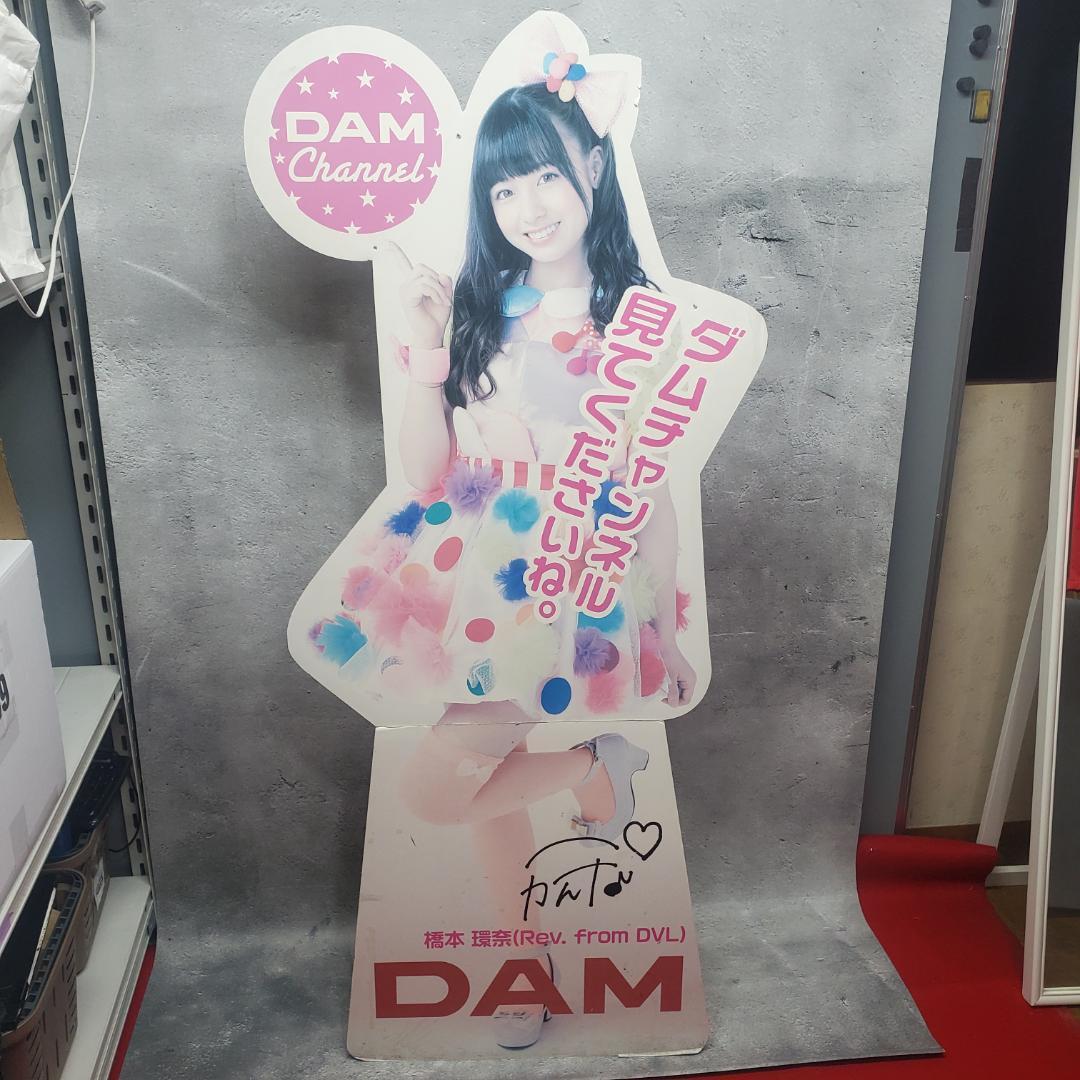 DAM
Channel
ダムチャンネル
見てくださいね。
かんな
橋本 環奈(Rev. from DVL)
DAM